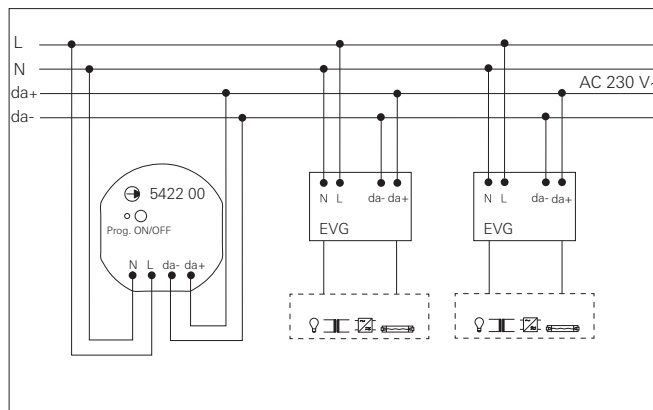 L
N
da+
AC 230 V~
da-
5422 00
Prog. ON/OFF
N L da- da+
N L da- da+
EVG
N L da- da+
EVG